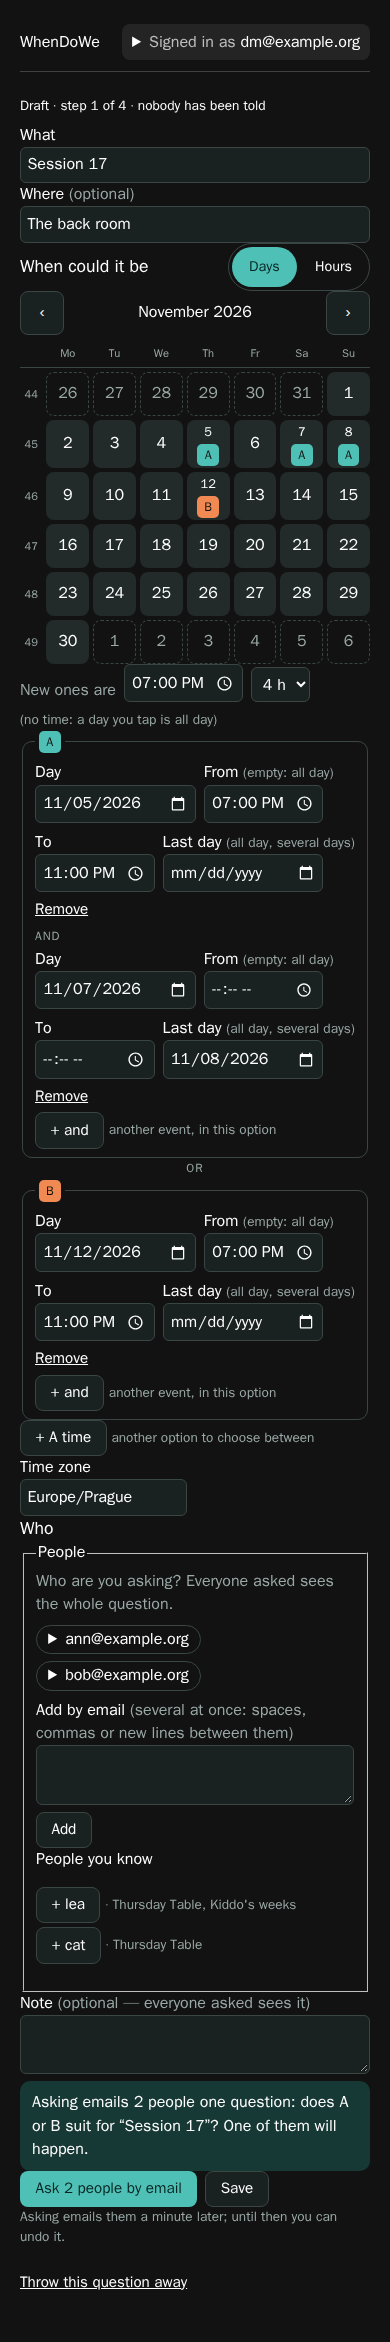 WhenDoWe
▶ Signed in as dm@example.org
Draft · step 1 of 4 · nobody has been told
What
Session 17
Where (optional)
The back room
When could it be
Days Hours
‹ November 2026 ›
Mo Tu We Th Fr Sa Su
44 26 27 28 29 30 31 1
45 2 3 4 5 A 6 7 A 8 A
46 9 10 11 12 B 13 14 15
47 16 17 18 19 20 21 22
48 23 24 25 26 27 28 29
49 30 1 2 3 4 5 6
New ones are 07:00 PM 4 h
(no time: a day you tap is all day)
A
Day From (empty: all day)
11/05/2026 07:00 PM
To Last day (all day, several days)
11:00 PM mm/dd/yyyy
Remove
AND
Day From (empty: all day)
11/07/2026 --:-- --
To Last day (all day, several days)
--:-- -- 11/08/2026
Remove
+ and another event, in this option
OR
B
Day From (empty: all day)
11/12/2026 07:00 PM
To Last day (all day, several days)
11:00 PM mm/dd/yyyy
Remove
+ and another event, in this option
+ A time another option to choose between
Time zone
Europe/Prague
Who
People
Who are you asking? Everyone asked sees
the whole question.
▶ ann@example.org
▶ bob@example.org
Add by email (several at once: spaces,
commas or new lines between them)
Add
People you know
+ lea · Thursday Table, Kiddo's weeks
+ cat · Thursday Table
Note (optional — everyone asked sees it)
Asking emails 2 people one question: does A
or B suit for “Session 17”? One of them will
happen.
Ask 2 people by email Save
Asking emails them a minute later; until then you can
undo it.
Throw this question away